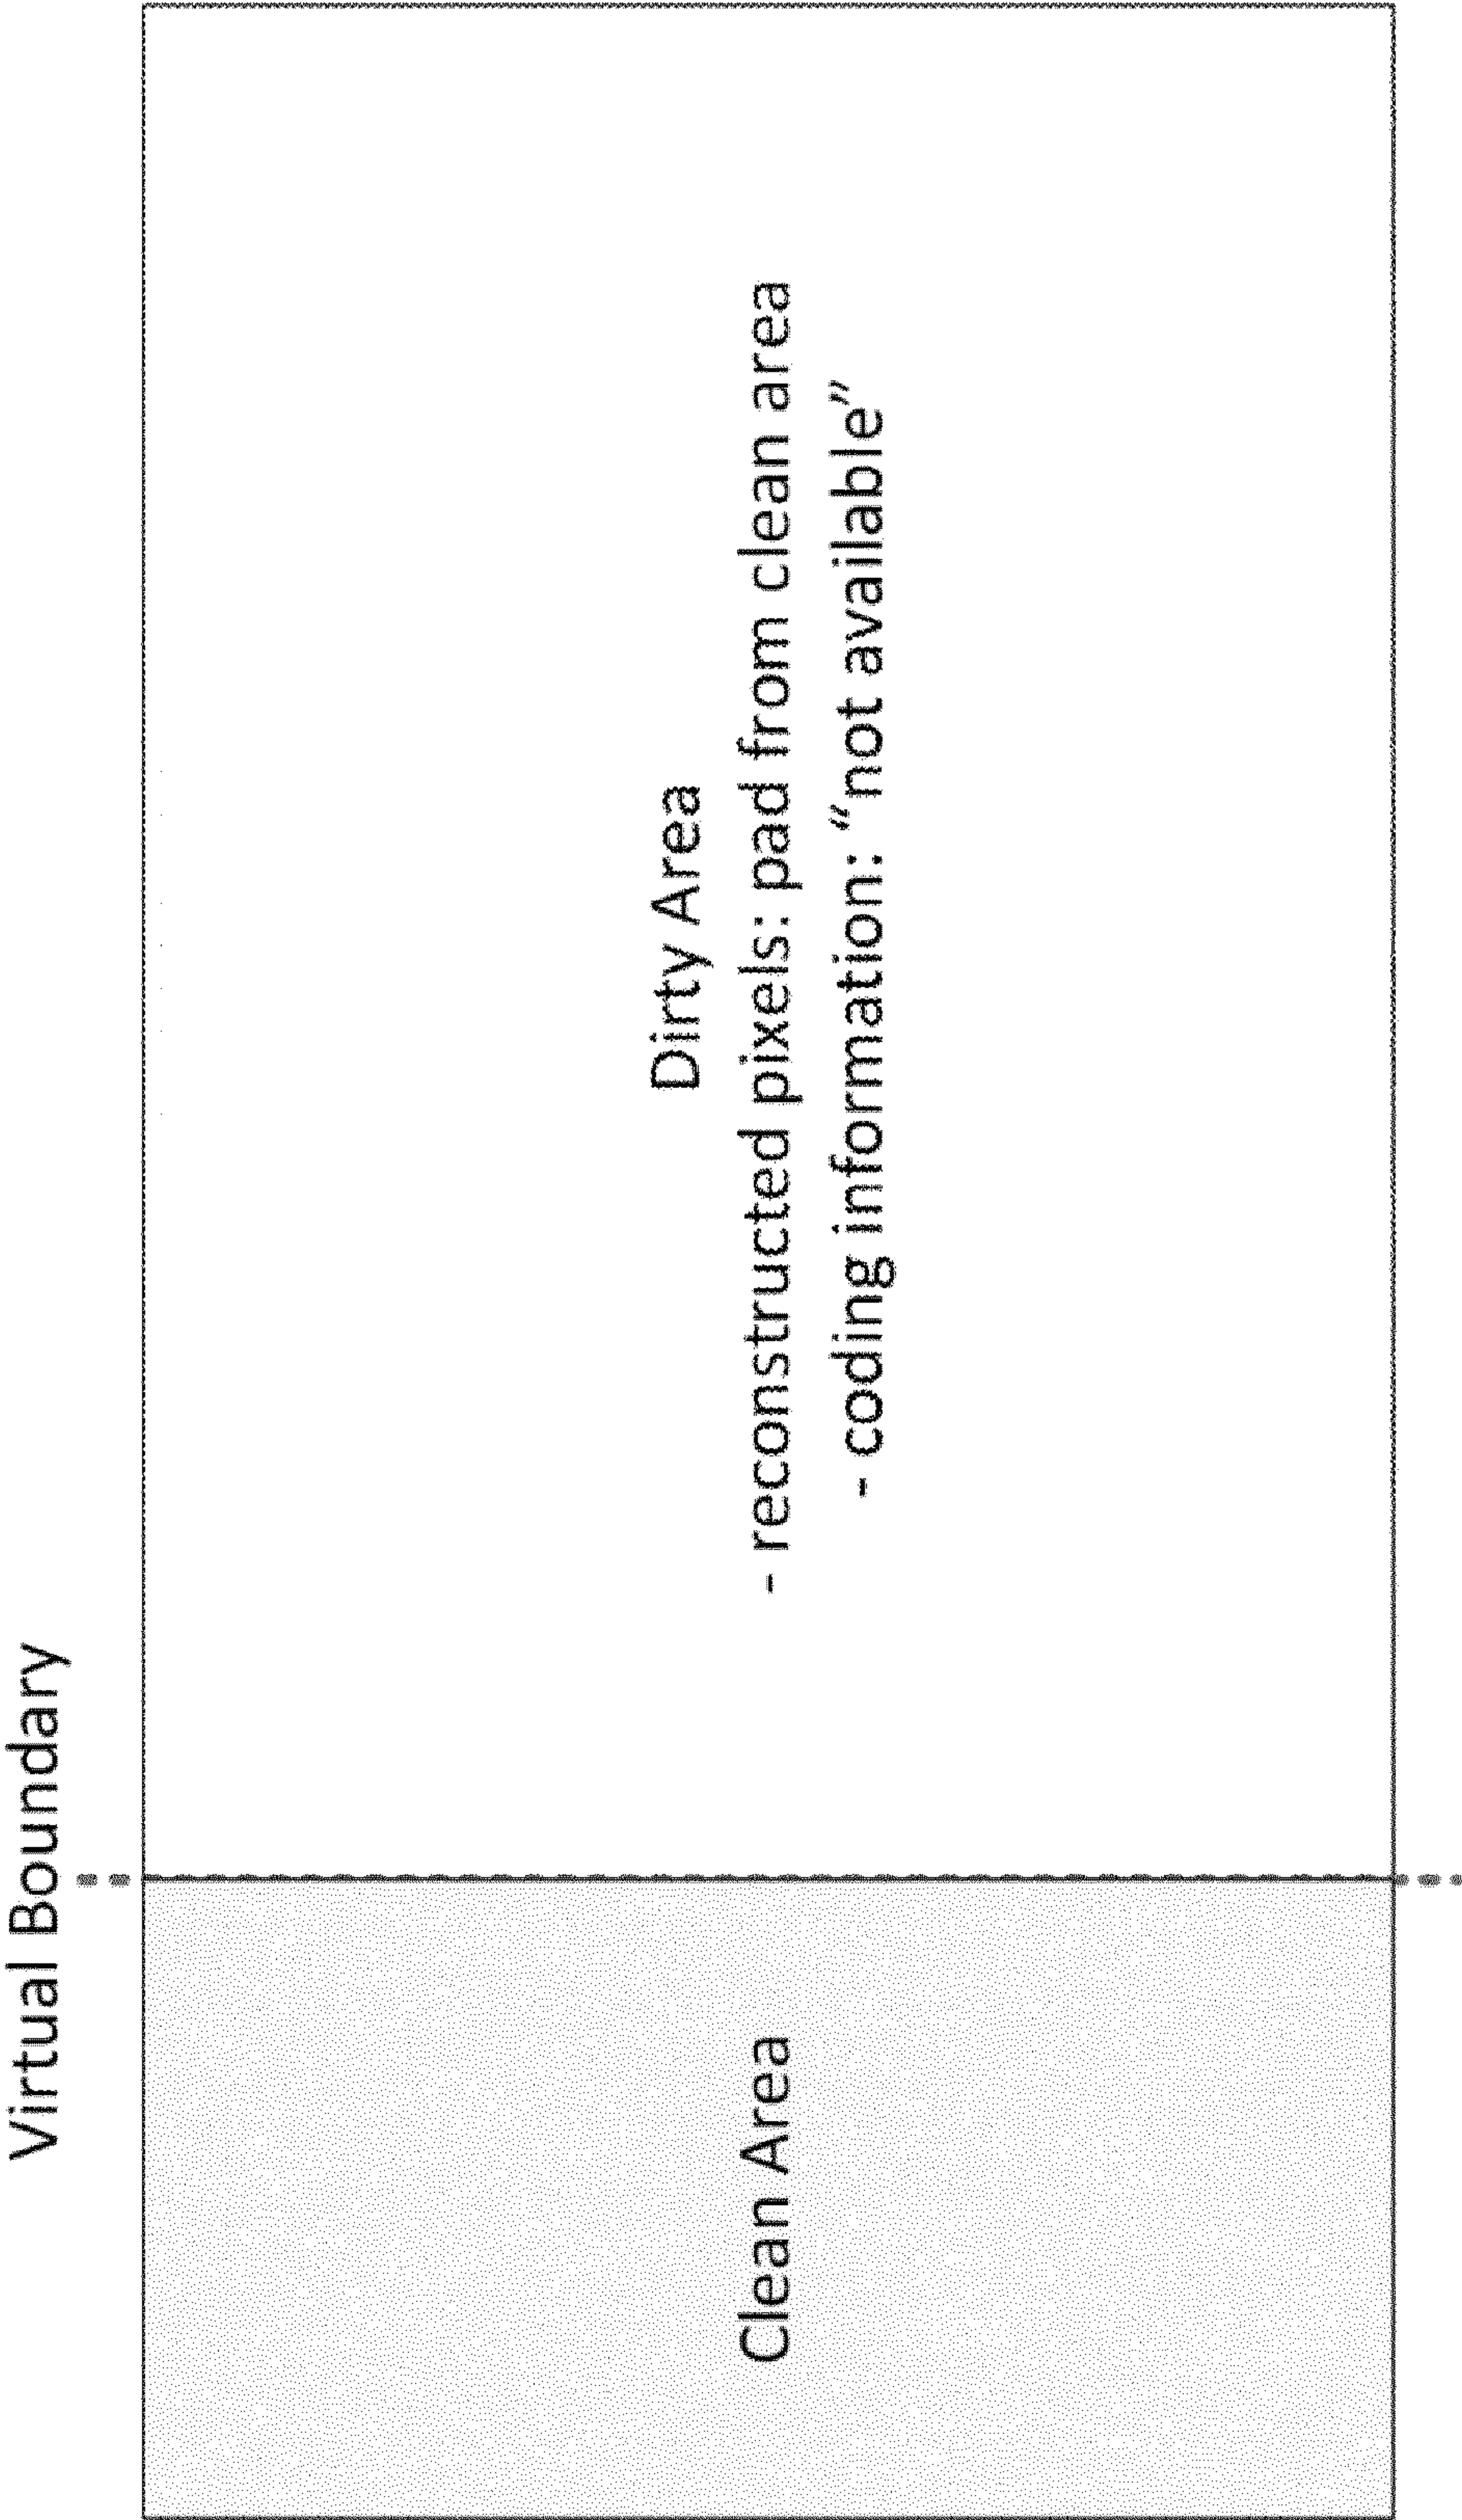 Virtual Boundary
Clean Area
Dirty Area
- reconstructed pixels: pad from clean area
- coding information: “not available”